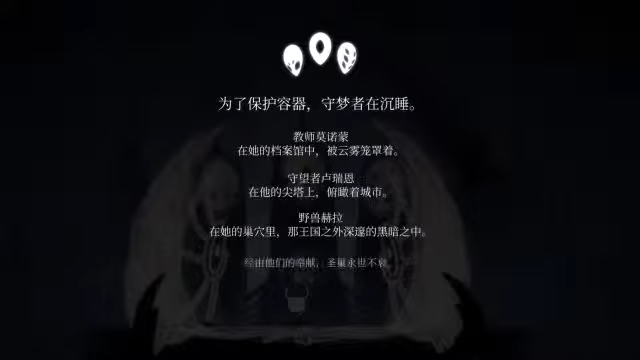 为了保护容器，守梦者在沉睡。
教师莫诺蒙
在她的档案馆中，被云雾笼罩着。
守望者卢瑞恩
在他的尖塔上，俯瞰着城市。
野兽赫拉
在她的巢穴里，那王国之外深邃的黑暗之中。
经由他们的奉献，圣巢永世不衰